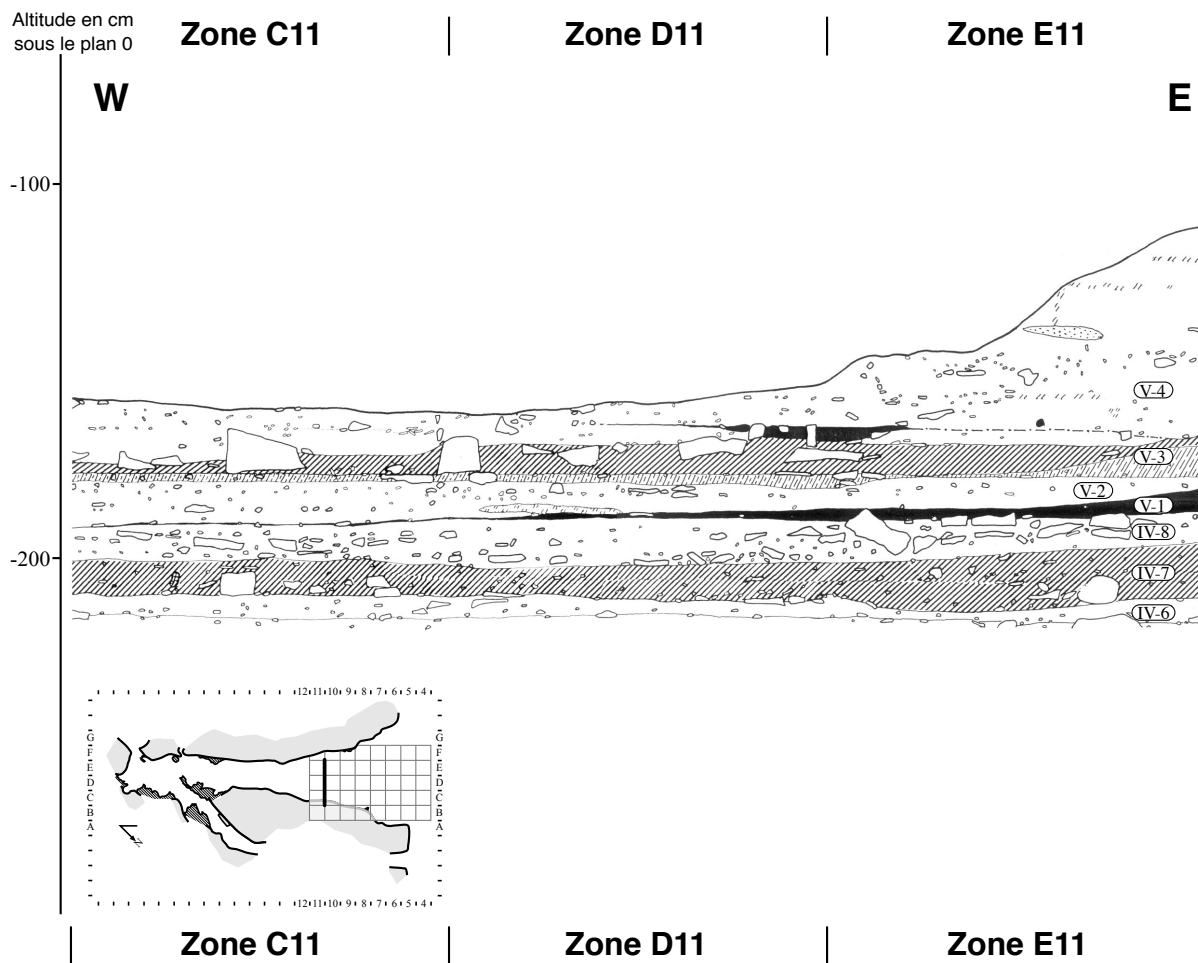 Altitude en cm
sous le plan 0
Zone C11
Zone D11
Zone E11
W
E
-100
V-4
V-3
V-2
V-1
IV-8
-200
IV-7
IV-6
12 11 10 9 8 7 6 5 4
G
F
E
D
C
B
A
G
F
E
D
C
B
A
N
12 11 10 9 8 7 6 5 4
Zone C11
Zone D11
Zone E11